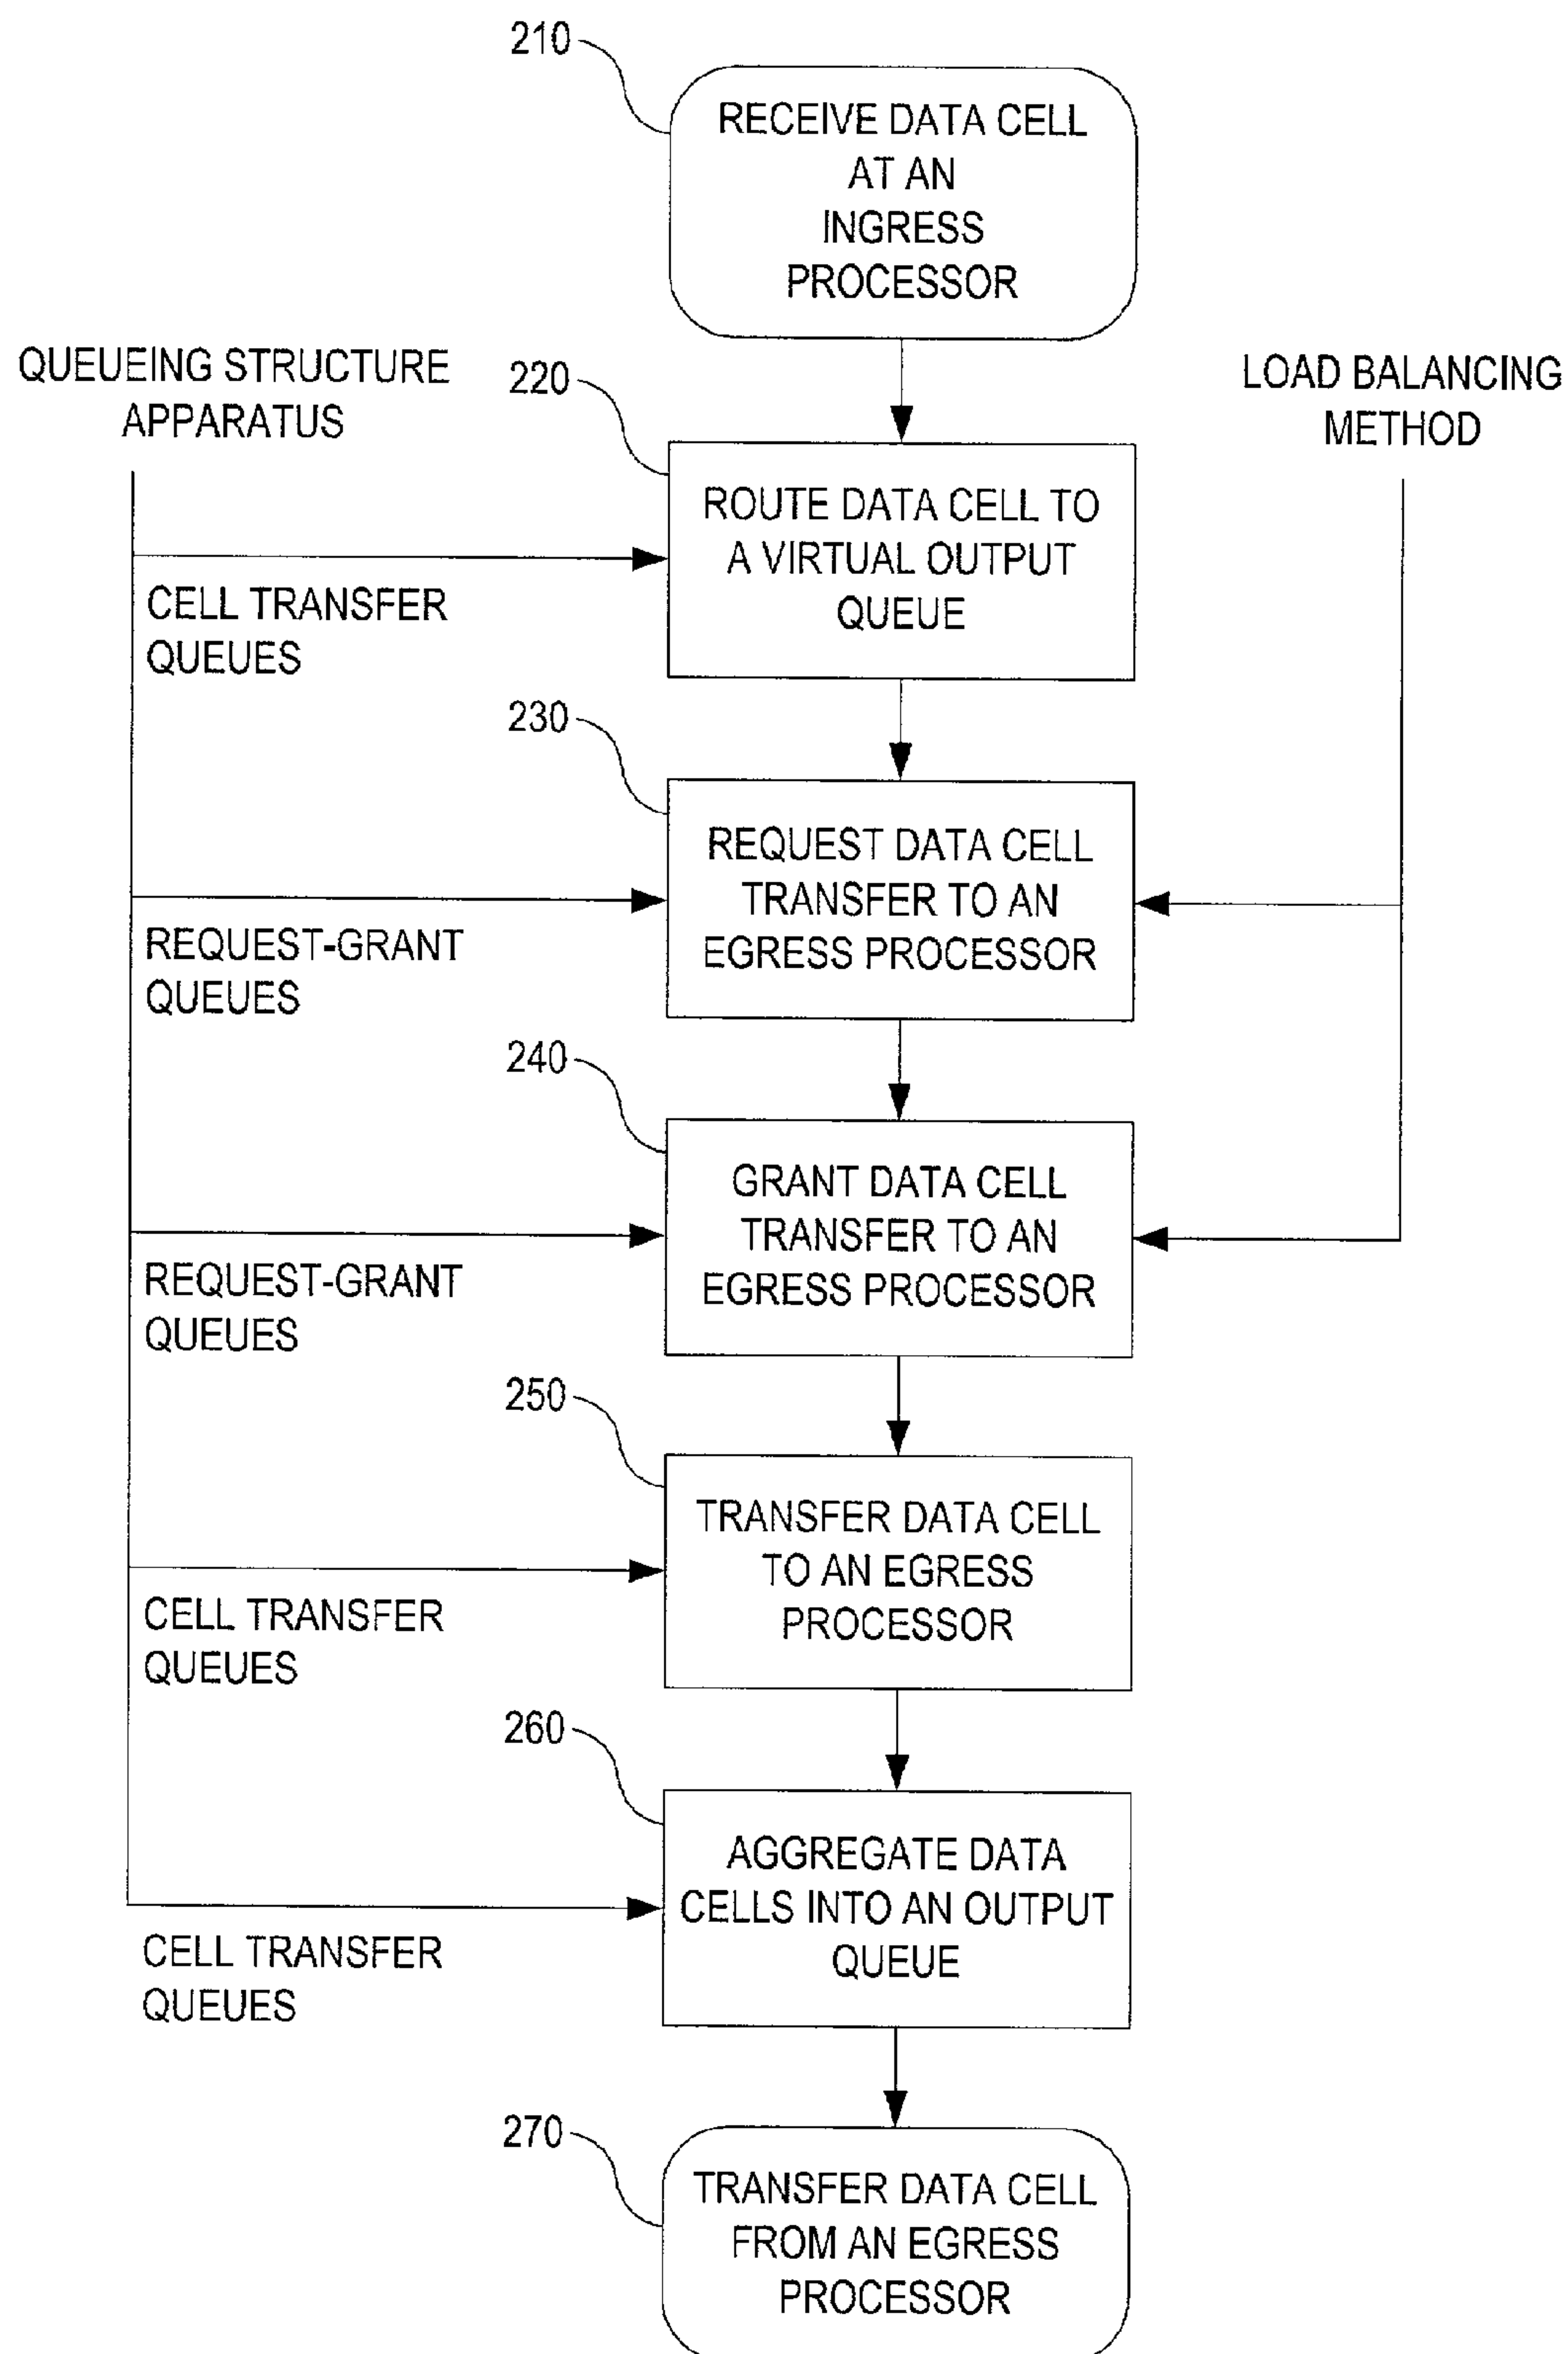 210
RECEIVE DATA CELL
AT AN
INGRESS
PROCESSOR
QUEUEING STRUCTURE
APPARATUS
LOAD BALANCING
METHOD
220
ROUTE DATA CELL TO
A VIRTUAL OUTPUT
QUEUE
CELL TRANSFER
QUEUES
230
REQUEST DATA CELL
TRANSFER TO AN
EGRESS PROCESSOR
REQUEST-GRANT
QUEUES
240
GRANT DATA CELL
TRANSFER TO AN
EGRESS PROCESSOR
REQUEST-GRANT
QUEUES
250
TRANSFER DATA CELL
TO AN EGRESS
PROCESSOR
CELL TRANSFER
QUEUES
260
AGGREGATE DATA
CELLS INTO AN OUTPUT
QUEUE
CELL TRANSFER
QUEUES
270
TRANSFER DATA CELL
FROM AN EGRESS
PROCESSOR